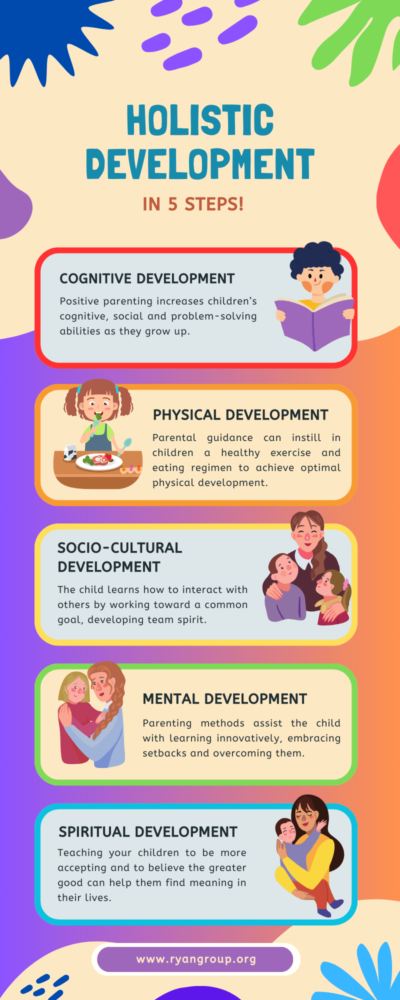 HOLISTIC
DEVELOPMENT
IN 5 STEPS!
COGNITIVE DEVELOPMENT
Positive parenting increases children’s
cognitive, social and problem-solving
abilities as they grow up.
PHYSICAL DEVELOPMENT
Parental guidance can instill in
children a healthy exercise and
eating regimen to achieve optimal
physical development.
SOCIO-CULTURAL
DEVELOPMENT
The child learns how to interact with
others by working toward a common
goal, developing team spirit.
MENTAL DEVELOPMENT
Parenting methods assist the child
with learning innovatively, embracing
setbacks and overcoming them.
SPIRITUAL DEVELOPMENT
Teaching your children to be more
accepting and to believe the greater
good can help them find meaning in
their lives.
www.ryangroup.org